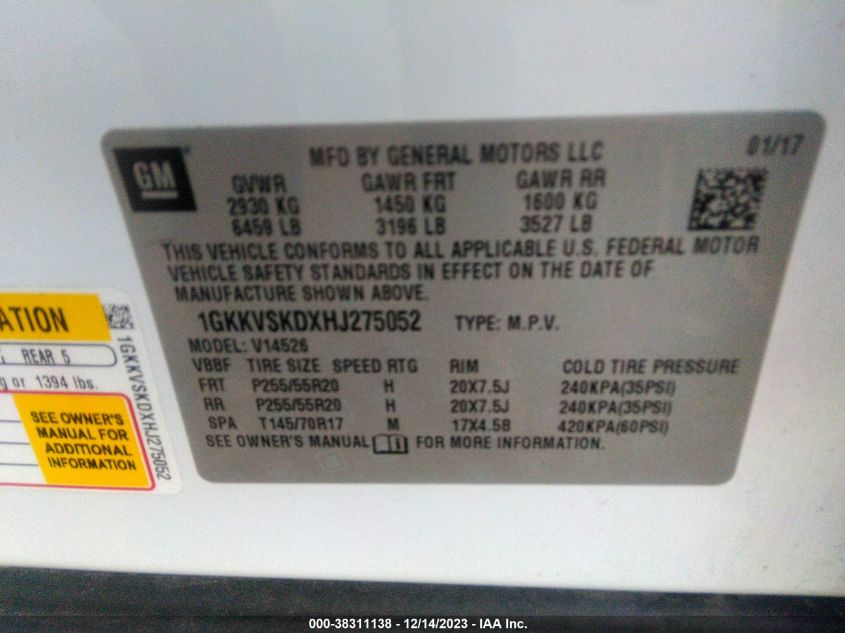 GM
MFD BY GENERAL MOTORS LLC
01/17
GVWR GAWR FRT GAWR RR
2930 KG 1450 KG 1600 KG
6459 LB 3196 LB 3527 LB
THIS VEHICLE CONFORMS TO ALL APPLICABLE U.S. FEDERAL MOTOR
VEHICLE SAFETY STANDARDS IN EFFECT ON THE DATE OF
MANUFACTURE SHOWN ABOVE.
1GKKVSKDXHJ275052 TYPE: M.P.V.
MODEL: V14526
VBBF TIRE SIZE SPEED RTG RIM COLD TIRE PRESSURE
FRT P255/55R20 H 20X7.5J 240KPA(35PSI)
RR P255/55R20 H 20X7.5J 240KPA(35PSI)
SPA T145/70R17 M 17X4.5B 420KPA(60PSI)
SEE OWNER'S MANUAL FOR MORE INFORMATION.
ATION
REAR 5
g or 1394 lbs.
SEE OWNER'S
MANUAL FOR
ADDITIONAL
INFORMATION
1GKKVSKDXHJ275052
000-38311138 - 12/14/2023 - IAA Inc.